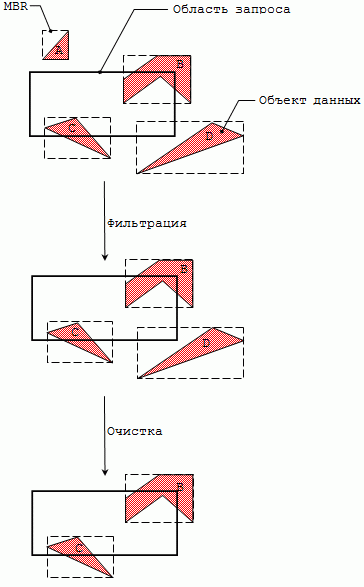 MBR
Область запроса
A
B
Объект данных
C
D
Фильтрация
B
C
D
Очистка
B
C